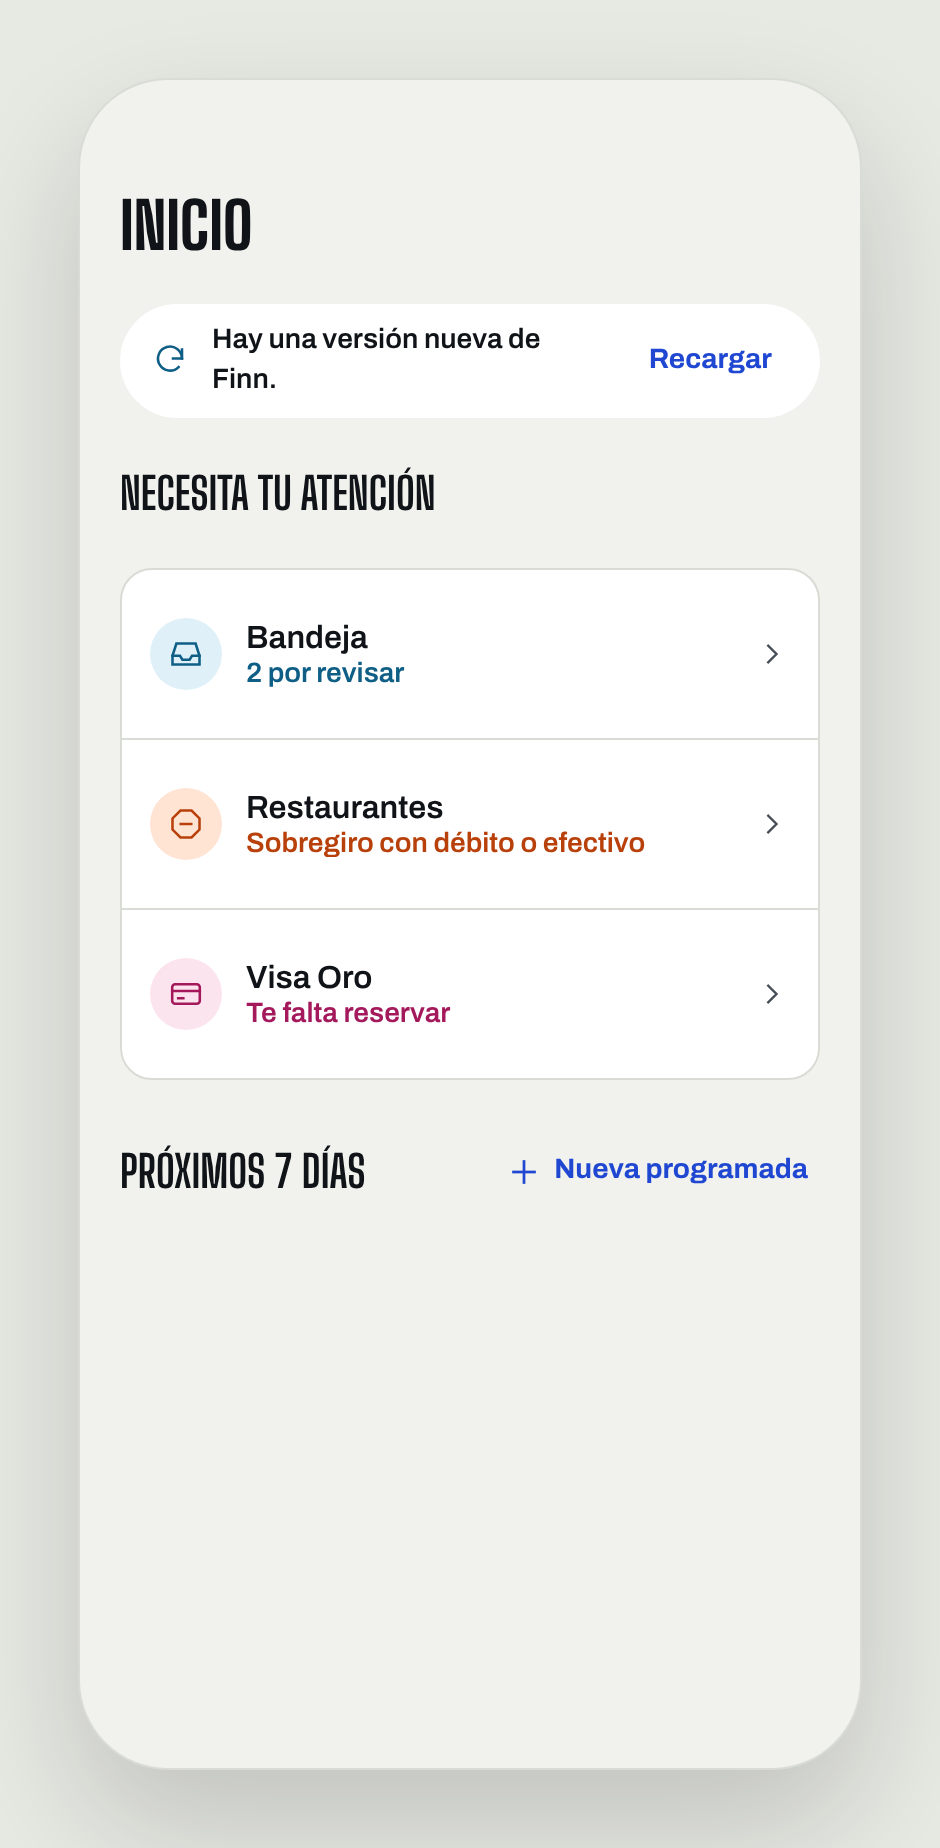 INICIO
Hay una versión nueva de
Finn.
Recargar
NECESITA TU ATENCIÓN
Bandeja
2 por revisar
Restaurantes
Sobregiro con débito o efectivo
Visa Oro
Te falta reservar
PRÓXIMOS 7 DÍAS
Nueva programada